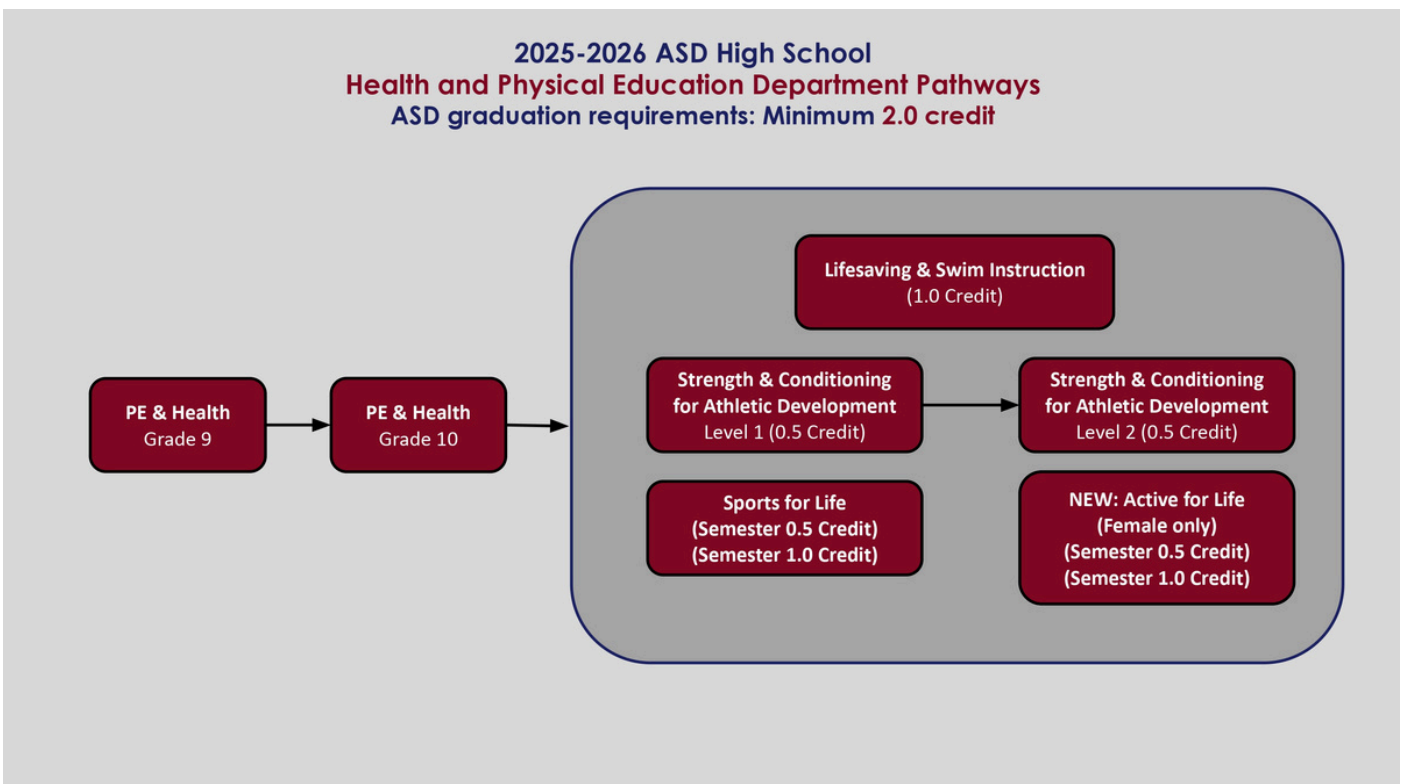 2025-2026 ASD High School
Health and Physical Education Department Pathways
ASD graduation requirements: Minimum 2.0 credit
Lifesaving & Swim Instruction
(1.0 Credit)
PE & Health
Grade 9
PE & Health
Grade 10
Strength & Conditioning
for Athletic Development
Level 1 (0.5 Credit)
Strength & Conditioning
for Athletic Development
Level 2 (0.5 Credit)
Sports for Life
(Semester 0.5 Credit)
(Semester 1.0 Credit)
NEW: Active for Life
(Female only)
(Semester 0.5 Credit)
(Semester 1.0 Credit)